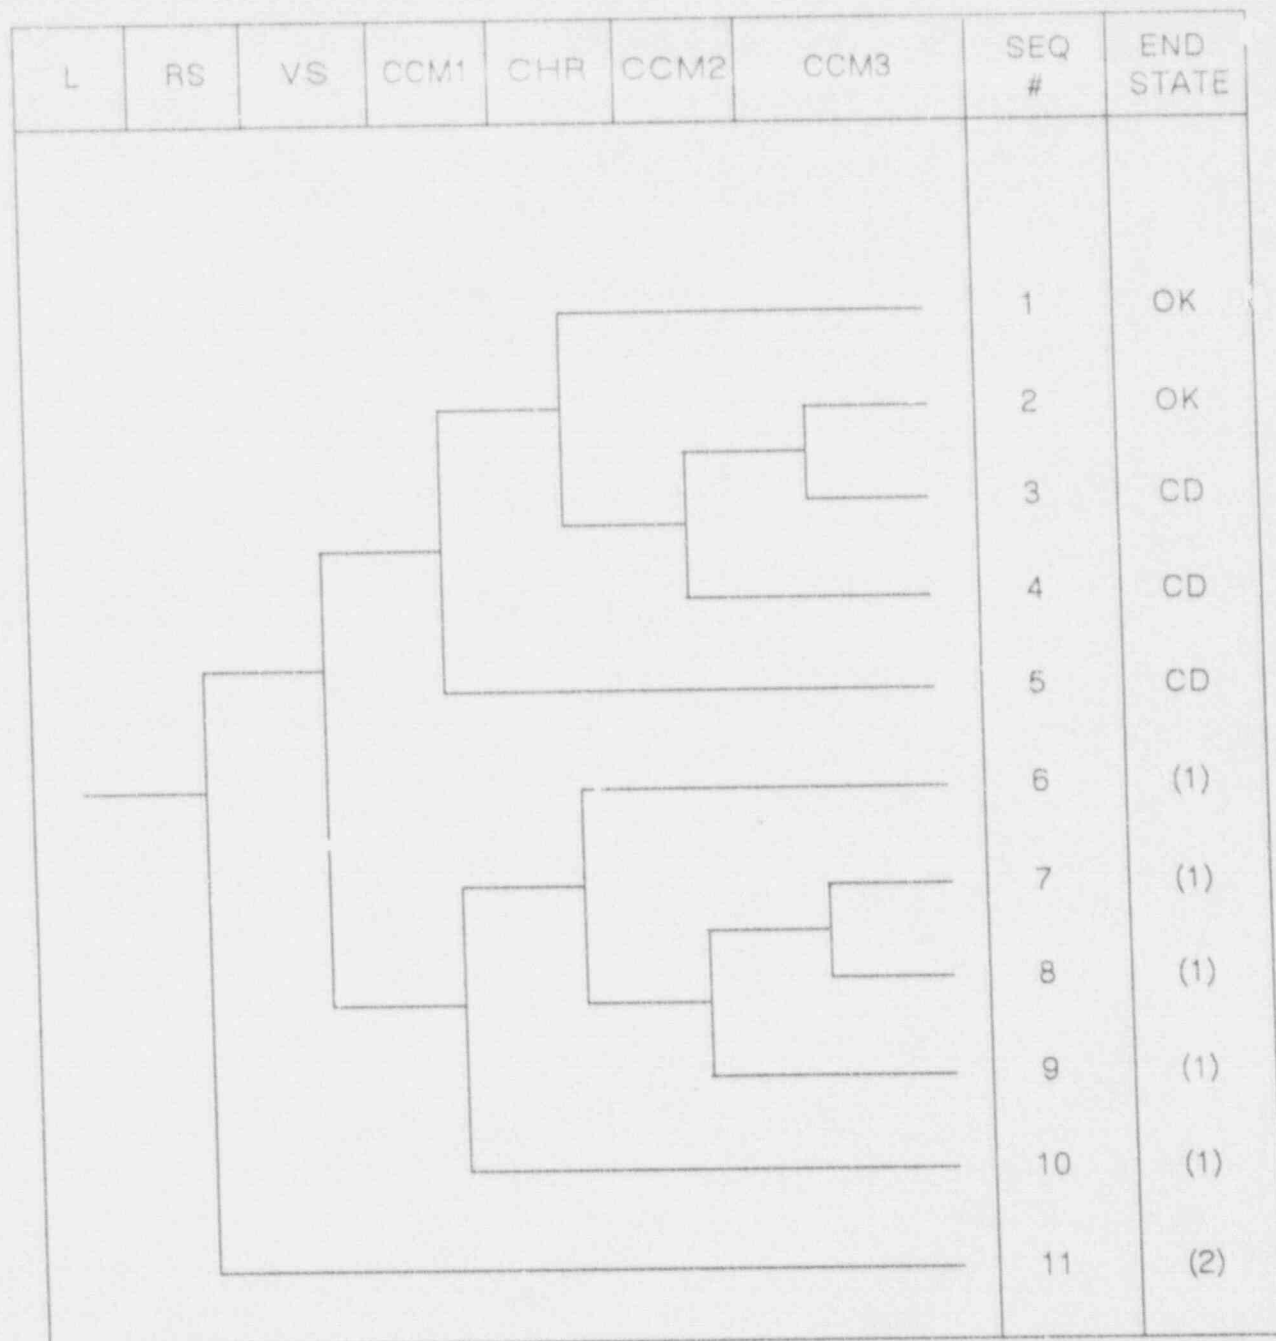 L RS VS CCM1 CHR CCM2 CCM3 SEQ # END STATE
1 OK
2 OK
3 CD
4 CD
5 CD
6 (1)
7 (1)
8 (1)
9 (1)
10 (1)
11 (2)